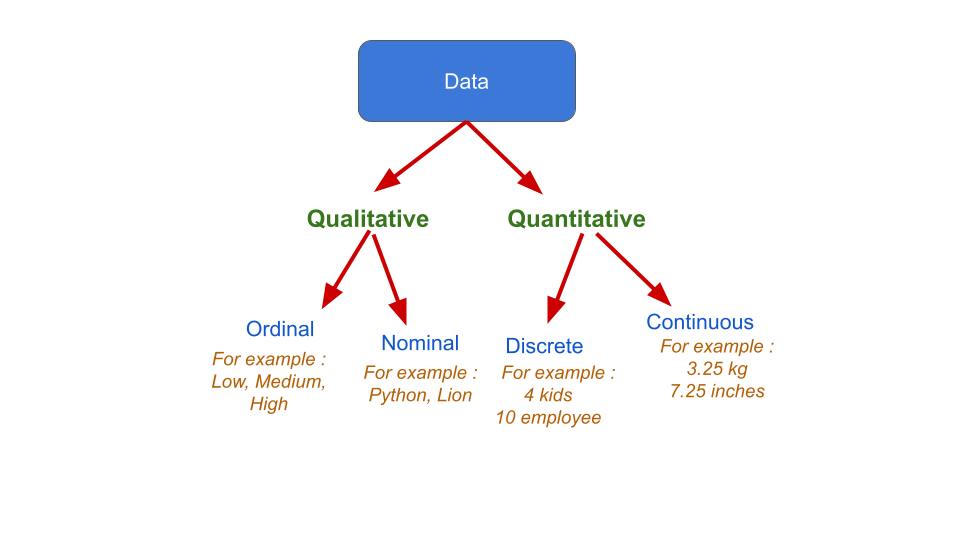 Data
Qualitative
Quantitative
Ordinal
For example :
Low, Medium,
High
Nominal
For example :
Python, Lion
Discrete
For example :
4 kids
10 employee
Continuous
For example :
3.25 kg
7.25 inches